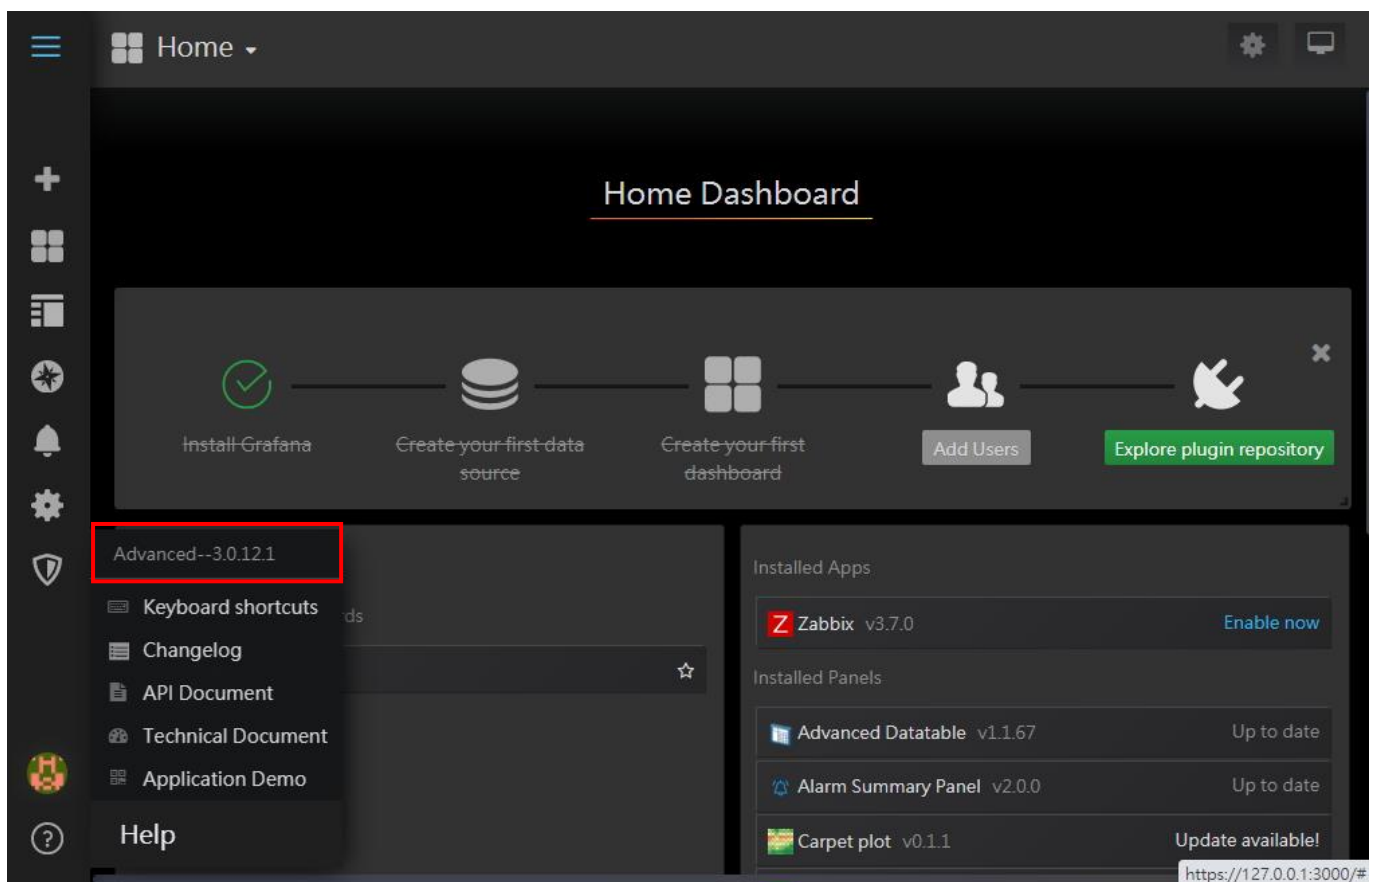 Home
Home Dashboard
Install Grafana
Create your first data
source
Create your first
dashboard
Add Users
Explore plugin repository
Advanced--3.0.12.1
Keyboard shortcuts
Changelog
API Document
Technical Document
Application Demo
Help
rds
Installed Apps
Zabbix v3.7.0
Enable now
Installed Panels
Advanced Datatable v1.1.67
Up to date
Alarm Summary Panel v2.0.0
Up to date
Carpet plot v0.1.1
Update available!
https://127.0.0.1:3000/#